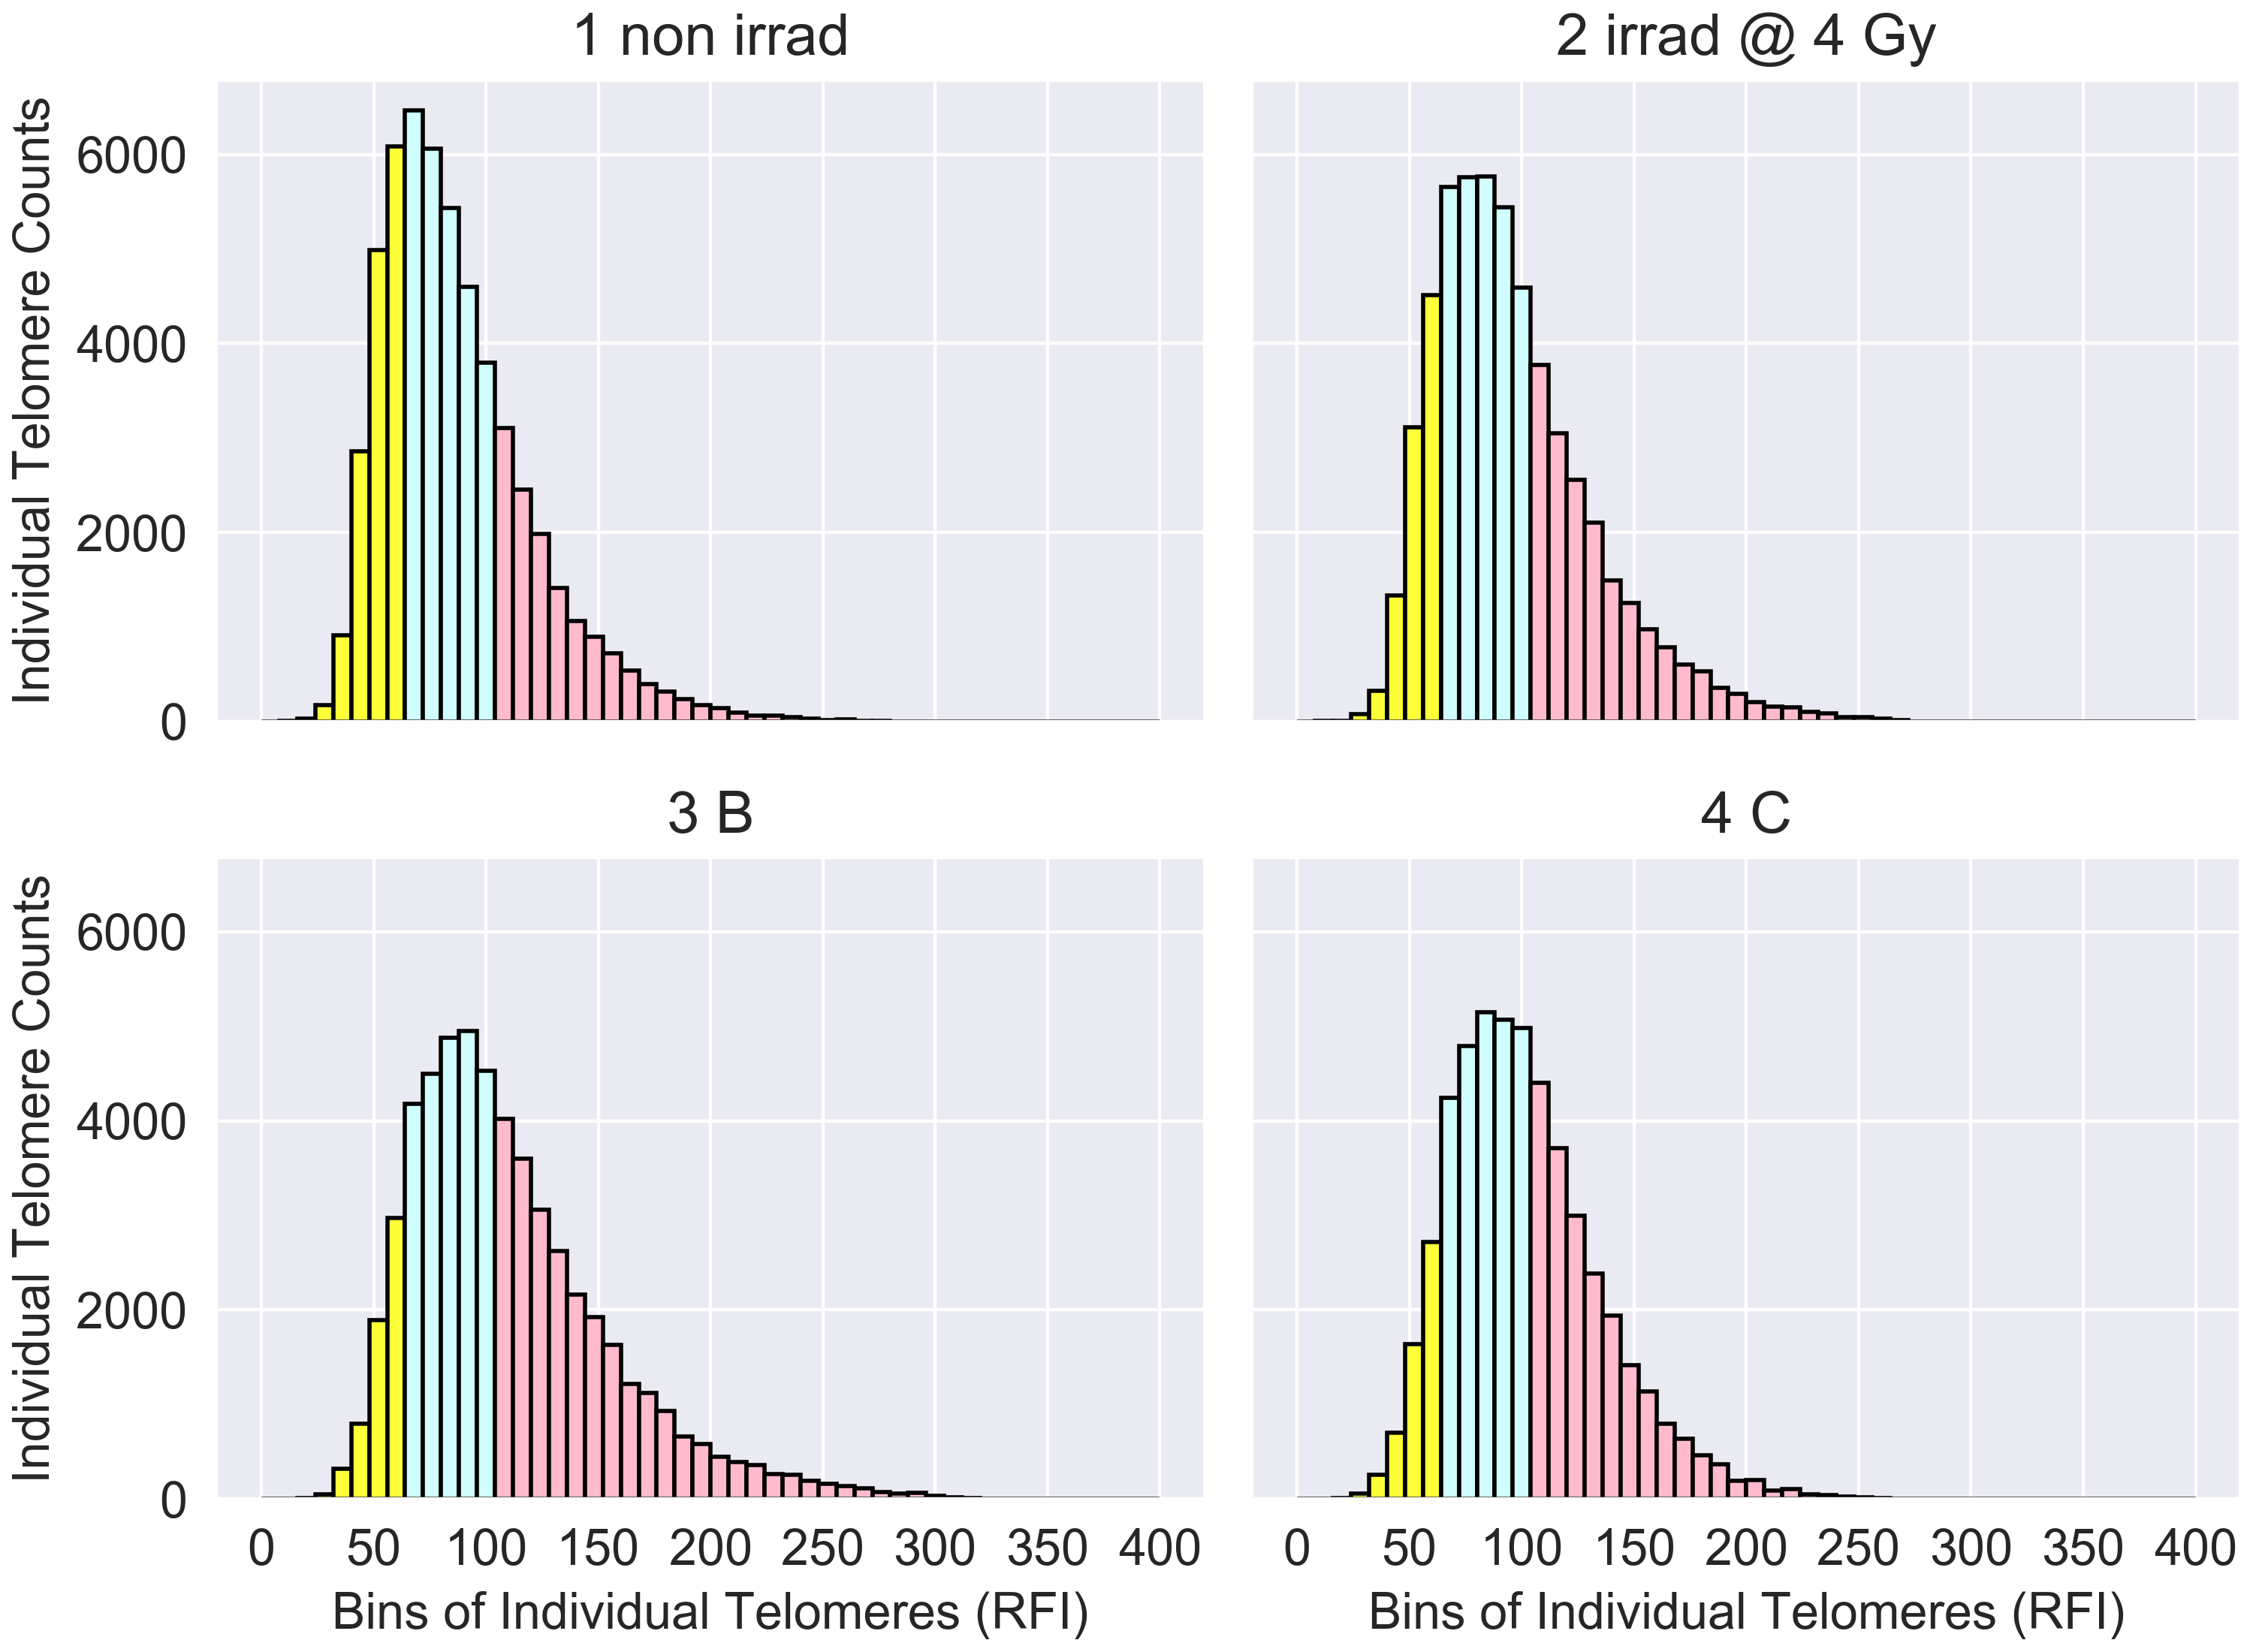 1 non irrad
2 irrad @ 4 Gy
Individual Telomere Counts
6000
4000
2000
0
3 B
4 C
Individual Telomere Counts
6000
4000
2000
0
0 50 100 150 200 250 300 350 400
0 50 100 150 200 250 300 350 400
Bins of Individual Telomeres (RFI)
Bins of Individual Telomeres (RFI)